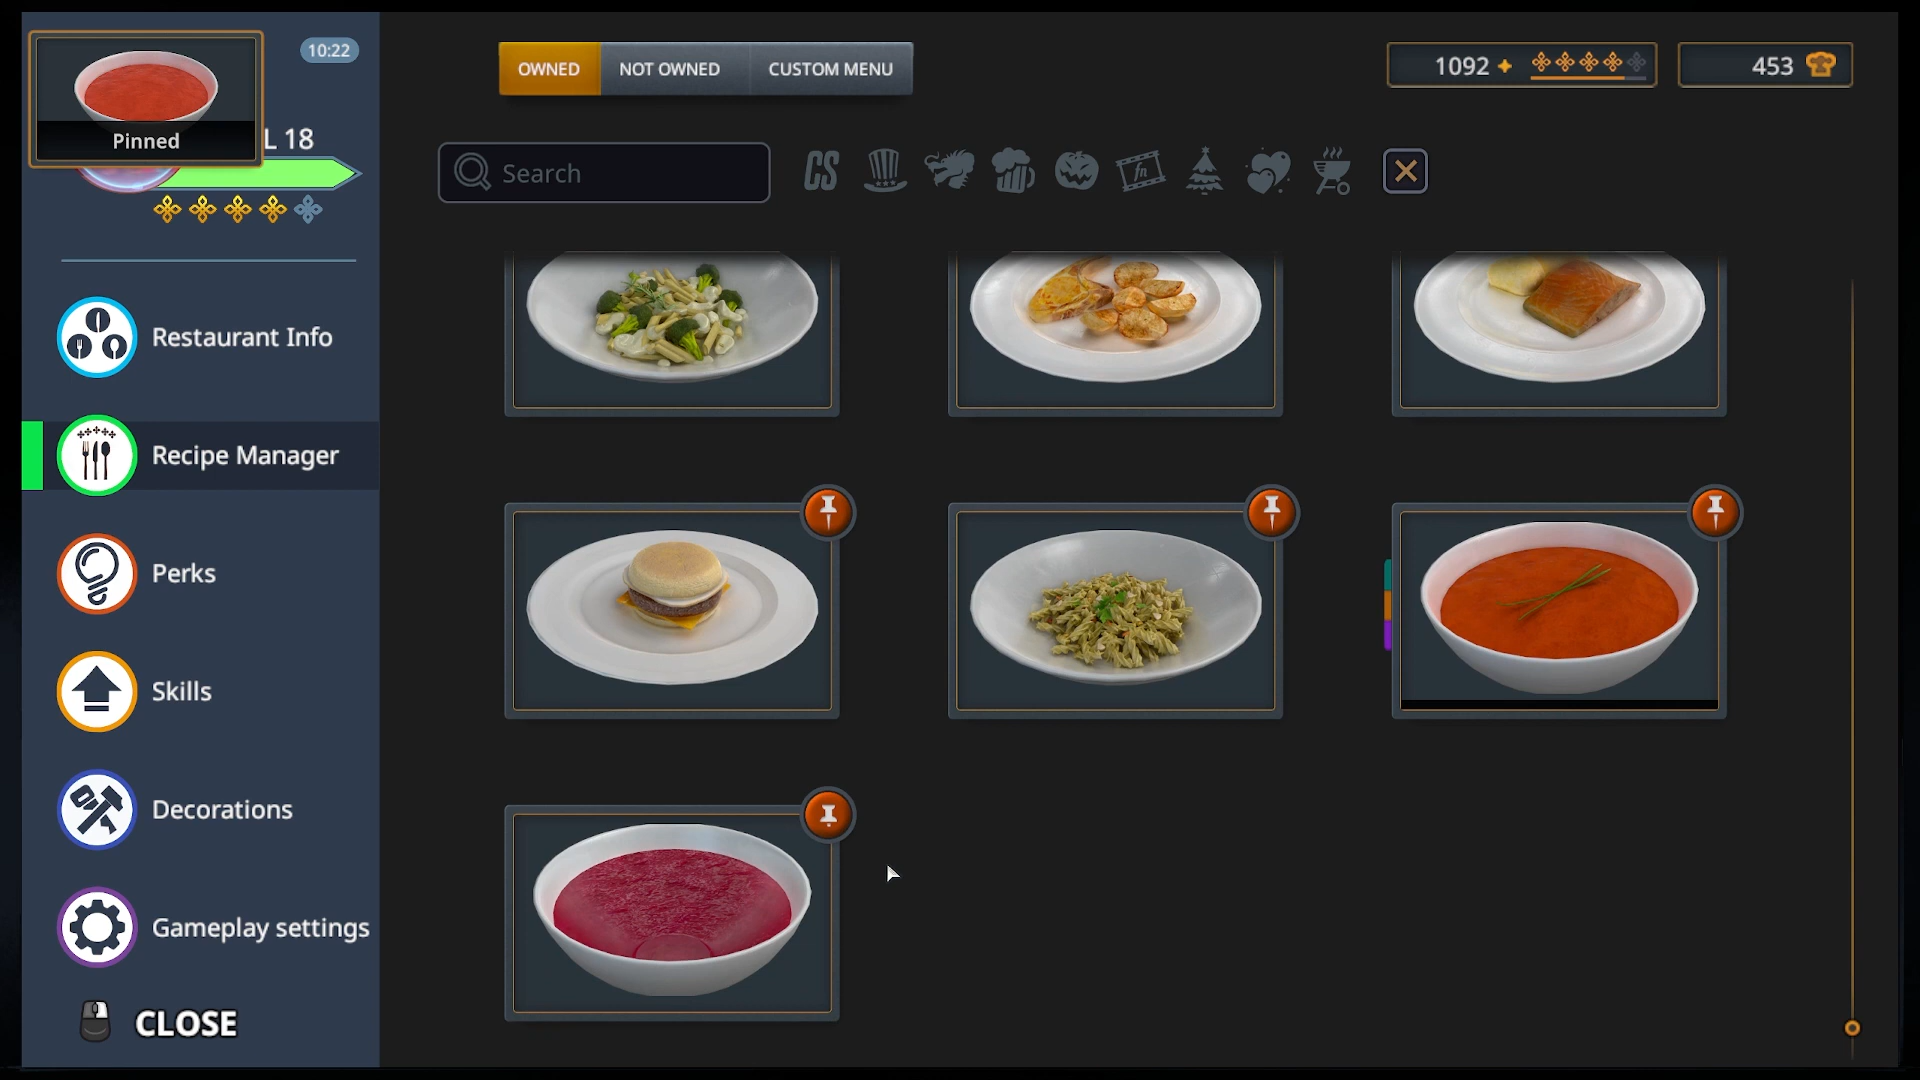 10:22
Pinned
L 18
OWNED
NOT OWNED
CUSTOM MENU
1092
453
Search
CS
fn
Restaurant Info
Recipe Manager
Perks
Skills
Decorations
Gameplay settings
CLOSE